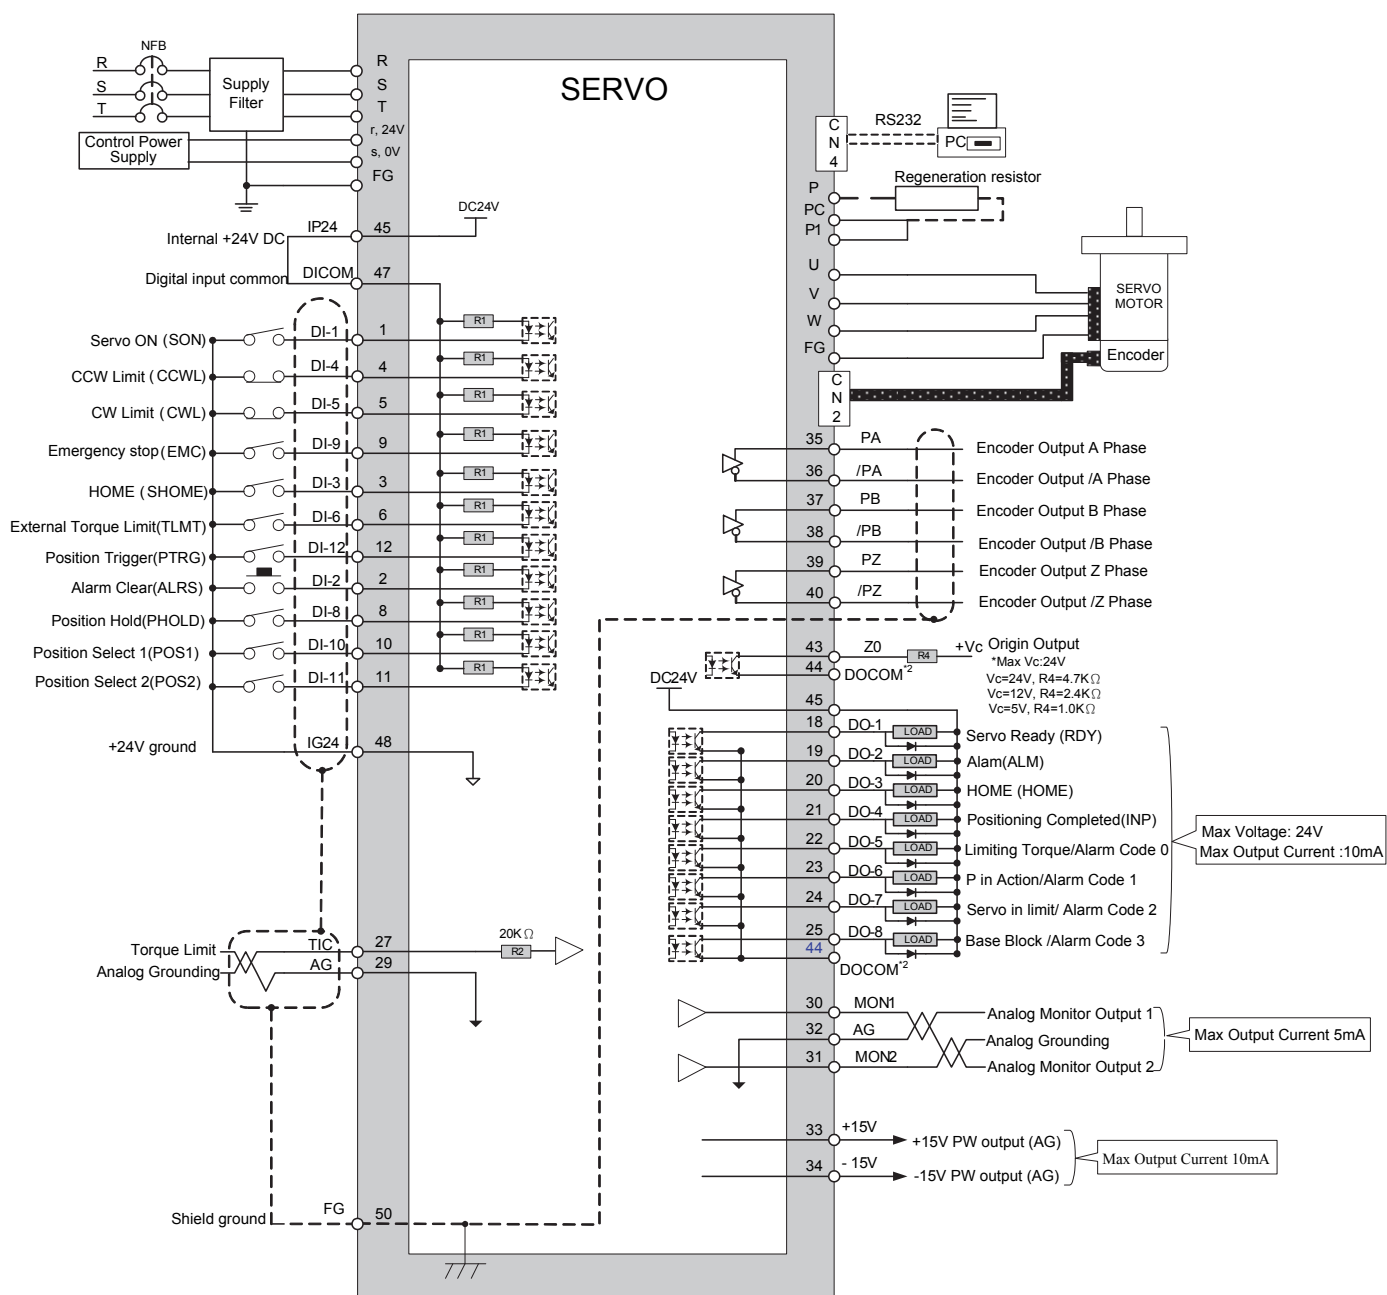 SERVO
NFB
R
S
T
Supply
Filter
R
S
T
r, 24V
s, 0V
FG
Control Power
Supply
Internal +24V DC
IP24
45
DC24V
Digital input common
DICOM
47
Servo ON (SON)
DI-1
1
R1
CCW Limit (CCWL)
DI-4
4
R1
CW Limit (CWL)
DI-5
5
R1
Emergency stop(EMC)
DI-9
9
R1
HOME ( SHOME)
DI-3
3
R1
External Torque Limit(TLMT)
DI-6
6
R1
Position Trigger(PTRG)
DI-12
12
R1
Alarm Clear(ALRS)
DI-2
2
R1
Position Hold(PHOLD)
DI-8
8
R1
Position Select 1(POS1)
DI-10
10
R1
Position Select 2(POS2)
DI-11
11
R1
+24V ground
IG24
48
Torque Limit
TIC
27
20KΩ
R2
Analog Grounding
AG
29
Shield ground
FG
50
C
N
4
RS232
PC
P
PC
P1
Regeneration resistor
U
V
W
FG
SERVO
MOTOR
Encoder
C
N
2
35
PA
Encoder Output A Phase
36
/PA
Encoder Output /A Phase
37
PB
Encoder Output B Phase
38
/PB
Encoder Output /B Phase
39
PZ
Encoder Output Z Phase
40
/PZ
Encoder Output /Z Phase
43
Z0
R4
+Vc
Origin Output
*Max Vc:24V
Vc=24V, R4=4.7KΩ
Vc=12V, R4=2.4KΩ
Vc=5V, R4=1.0KΩ
44
DOCOM*2
DC24V
45
18
DO-1
LOAD
Servo Ready (RDY)
19
DO-2
LOAD
Alam(ALM)
20
DO-3
LOAD
HOME (HOME)
21
DO-4
LOAD
Positioning Completed(INP)
22
DO-5
LOAD
Limiting Torque/Alarm Code 0
23
DO-6
LOAD
P in Action/Alarm Code 1
24
DO-7
LOAD
Servo in limit/ Alarm Code 2
25
DO-8
LOAD
Base Block /Alarm Code 3
44
DOCOM*2
Max Voltage: 24V
Max Output Current :10mA
30
MON1
Analog Monitor Output 1
32
AG
Analog Grounding
31
MON2
Analog Monitor Output 2
Max Output Current 5mA
33
+15V
+15V PW output (AG)
34
- 15V
-15V PW output (AG)
Max Output Current 10mA